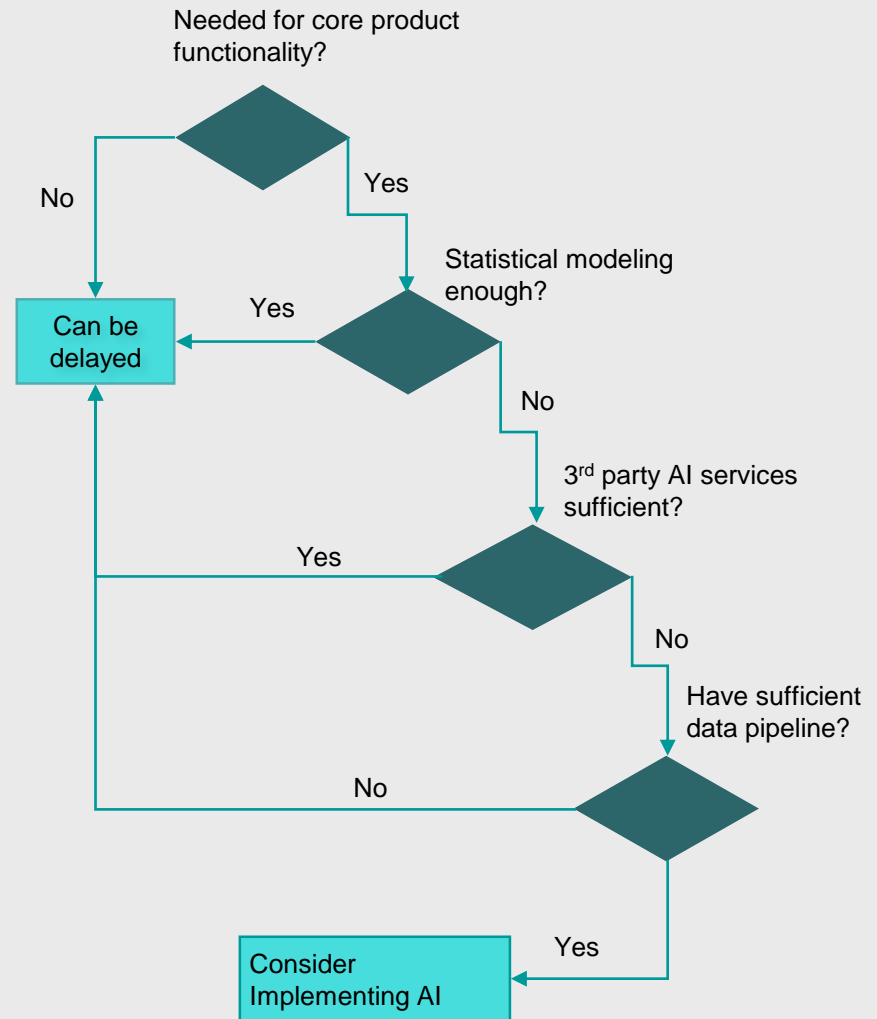 Needed for core product
functionality?
No
Yes
Statistical modeling
enough?
Can be
delayed
Yes
No
3rd party AI services
sufficient?
Yes
No
Have sufficient
data pipeline?
No
Yes
Consider
Implementing AI